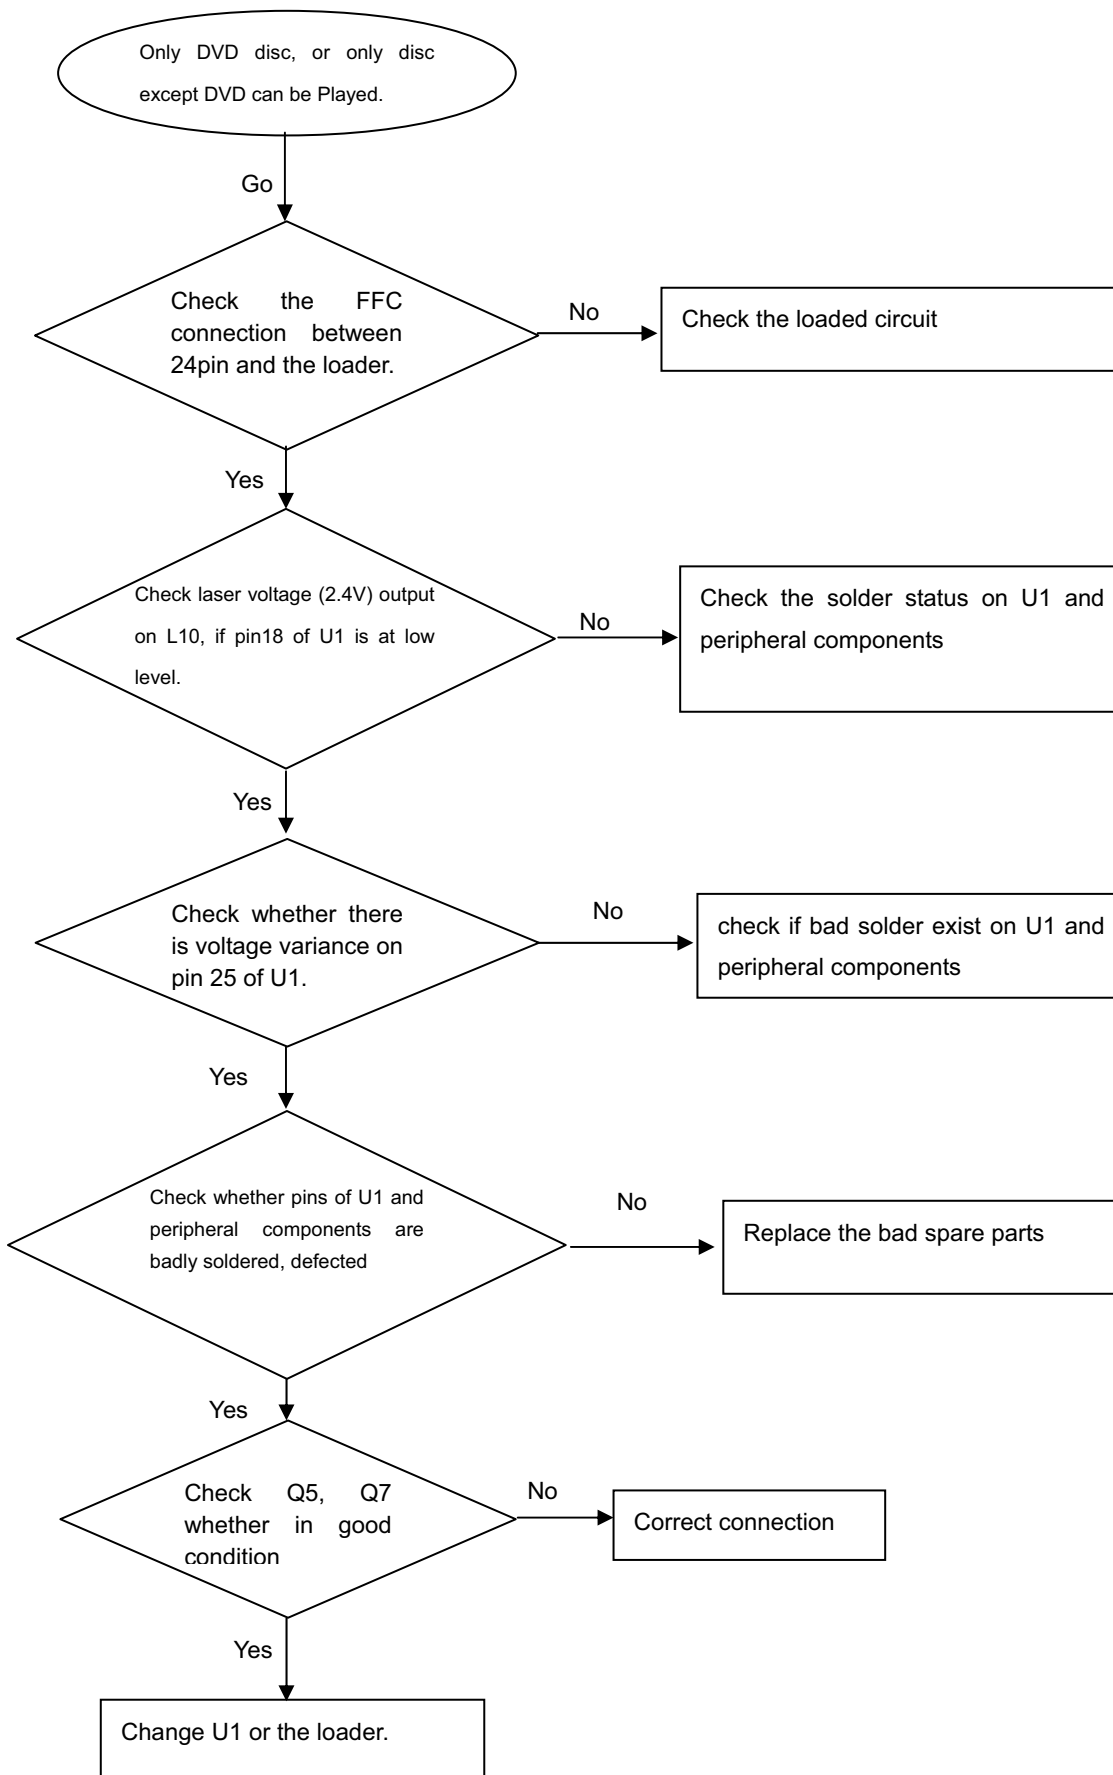 Only DVD disc, or only disc
except DVD can be Played.
Go
Check the FFC
connection between
24pin and the loader.
No
Check the loaded circuit
Yes
Check laser voltage (2.4V) output
on L10, if pin18 of U1 is at low
level.
No
Check the solder status on U1 and
peripheral components
Yes
Check whether there
is voltage variance on
pin 25 of U1.
No
check if bad solder exist on U1 and
peripheral components
Yes
Check whether pins of U1 and
peripheral components are
badly soldered, defected
No
Replace the bad spare parts
Yes
Check Q5, Q7
whether in good
condition
No
Correct connection
Yes
Change U1 or the loader.